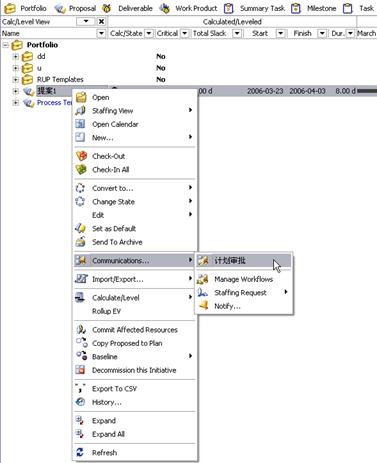 Portfolio Proposal Deliverable Work Product Summary Task Milestone Task
Calc/Level View Calculated/Leveled
Name Calc/State Critical Total Slack Start Finish Dur. March
Portfolio
dd No
u No
RUP Templates No
提案1 00 d 2006-03-23 2006-04-03 8.00 d
Process Tem
Open
Staffing View
Open Calendar
New...
Check-Out
Check-In All
Convert to...
Change State
Edit
Set as Default
Send To Archive
Communications... 计划审批
Import/Export... Manage Workflows
Calculate/Level Staffing Request
Rollup EV Notify...
Commit Affected Resources
Copy Proposed to Plan
Baseline
Decommission this Initiative
Export To CSV
History...
Expand
Expand All
Refresh